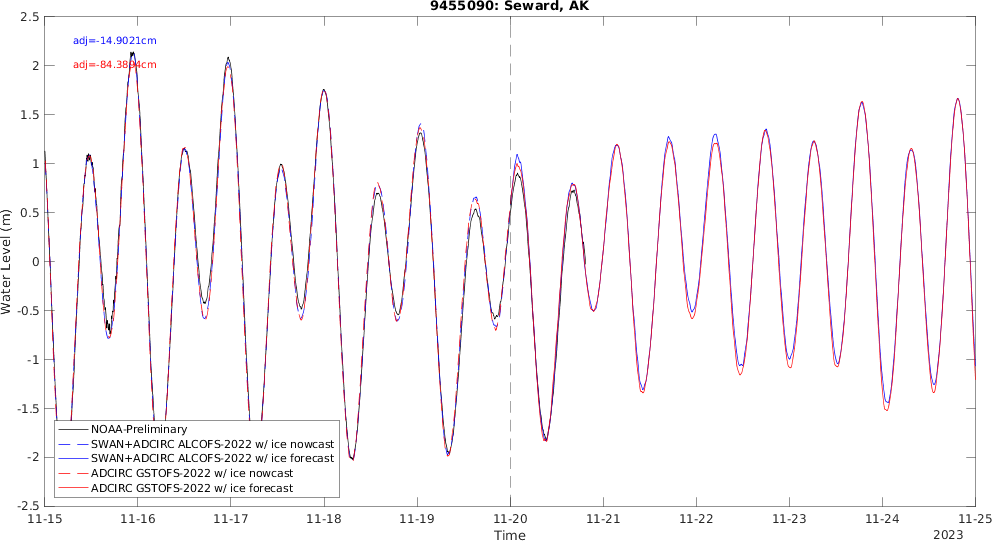 9455090: Seward, AK
adj=-14.9021cm
adj=-84.3894cm
Water Level (m)
2.5
2
1.5
1
0.5
0
-0.5
-1
-1.5
-2
-2.5
NOAA-Preliminary
SWAN+ADCIRC ALCOFS-2022 w/ ice nowcast
SWAN+ADCIRC ALCOFS-2022 w/ ice forecast
ADCIRC GSTOFS-2022 w/ ice nowcast
ADCIRC GSTOFS-2022 w/ ice forecast
11-15 11-16 11-17 11-18 11-19 11-20 11-21 11-22 11-23 11-24 11-25
Time
2023